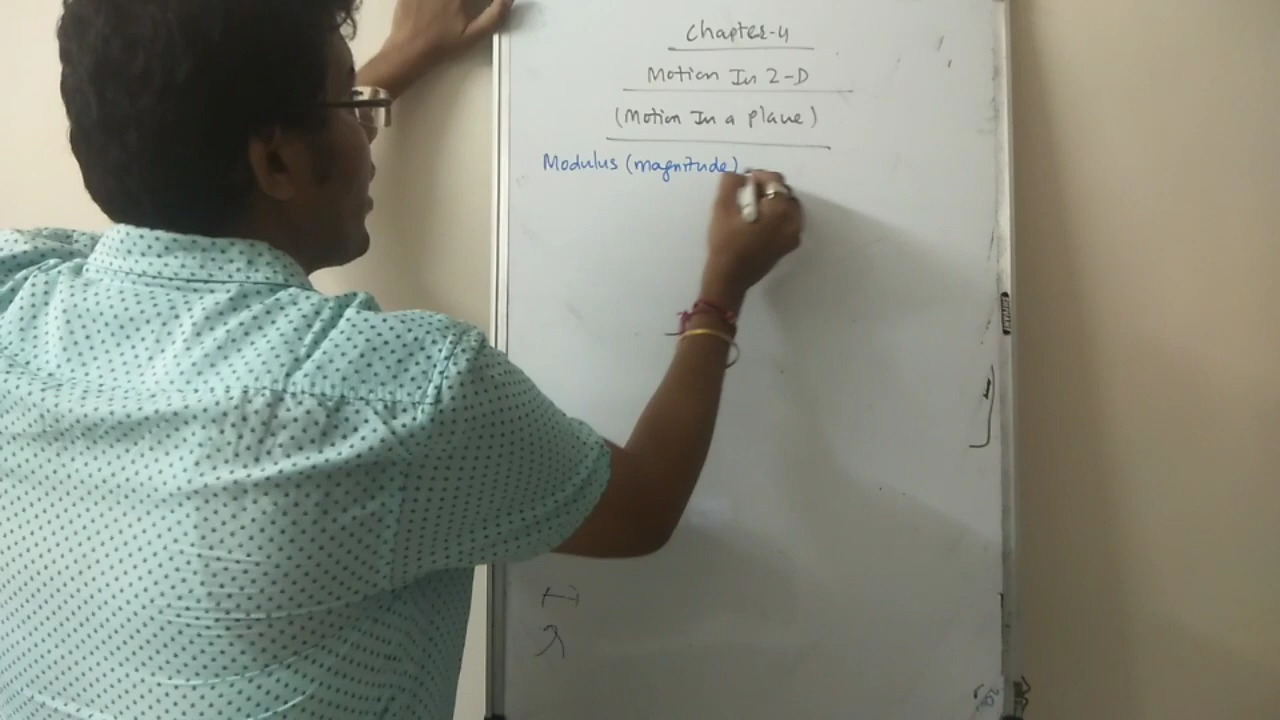 Chapter-4
Motion In 2-D
(Motion In a plane)
Modulus (magnitude)